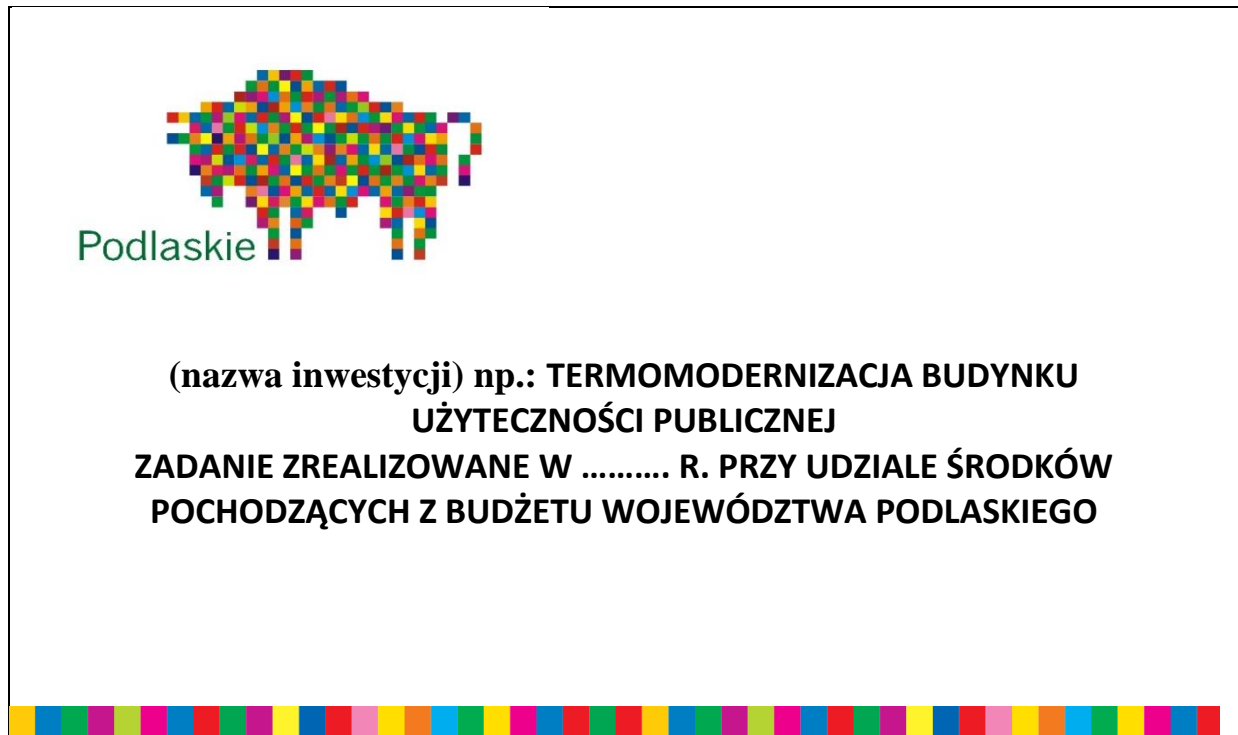 Podlaskie
(nazwa inwestycji) np.: TERMOMODERNIZACJA BUDYNKU
UŻYTECZNOŚCI PUBLICZNEJ
ZADANIE ZREALIZOWANE W ………. R. PRZY UDZIALE ŚRODKÓW
POCHODZĄCYCH Z BUDŻETU WOJEWÓDZTWA PODLASKIEGO